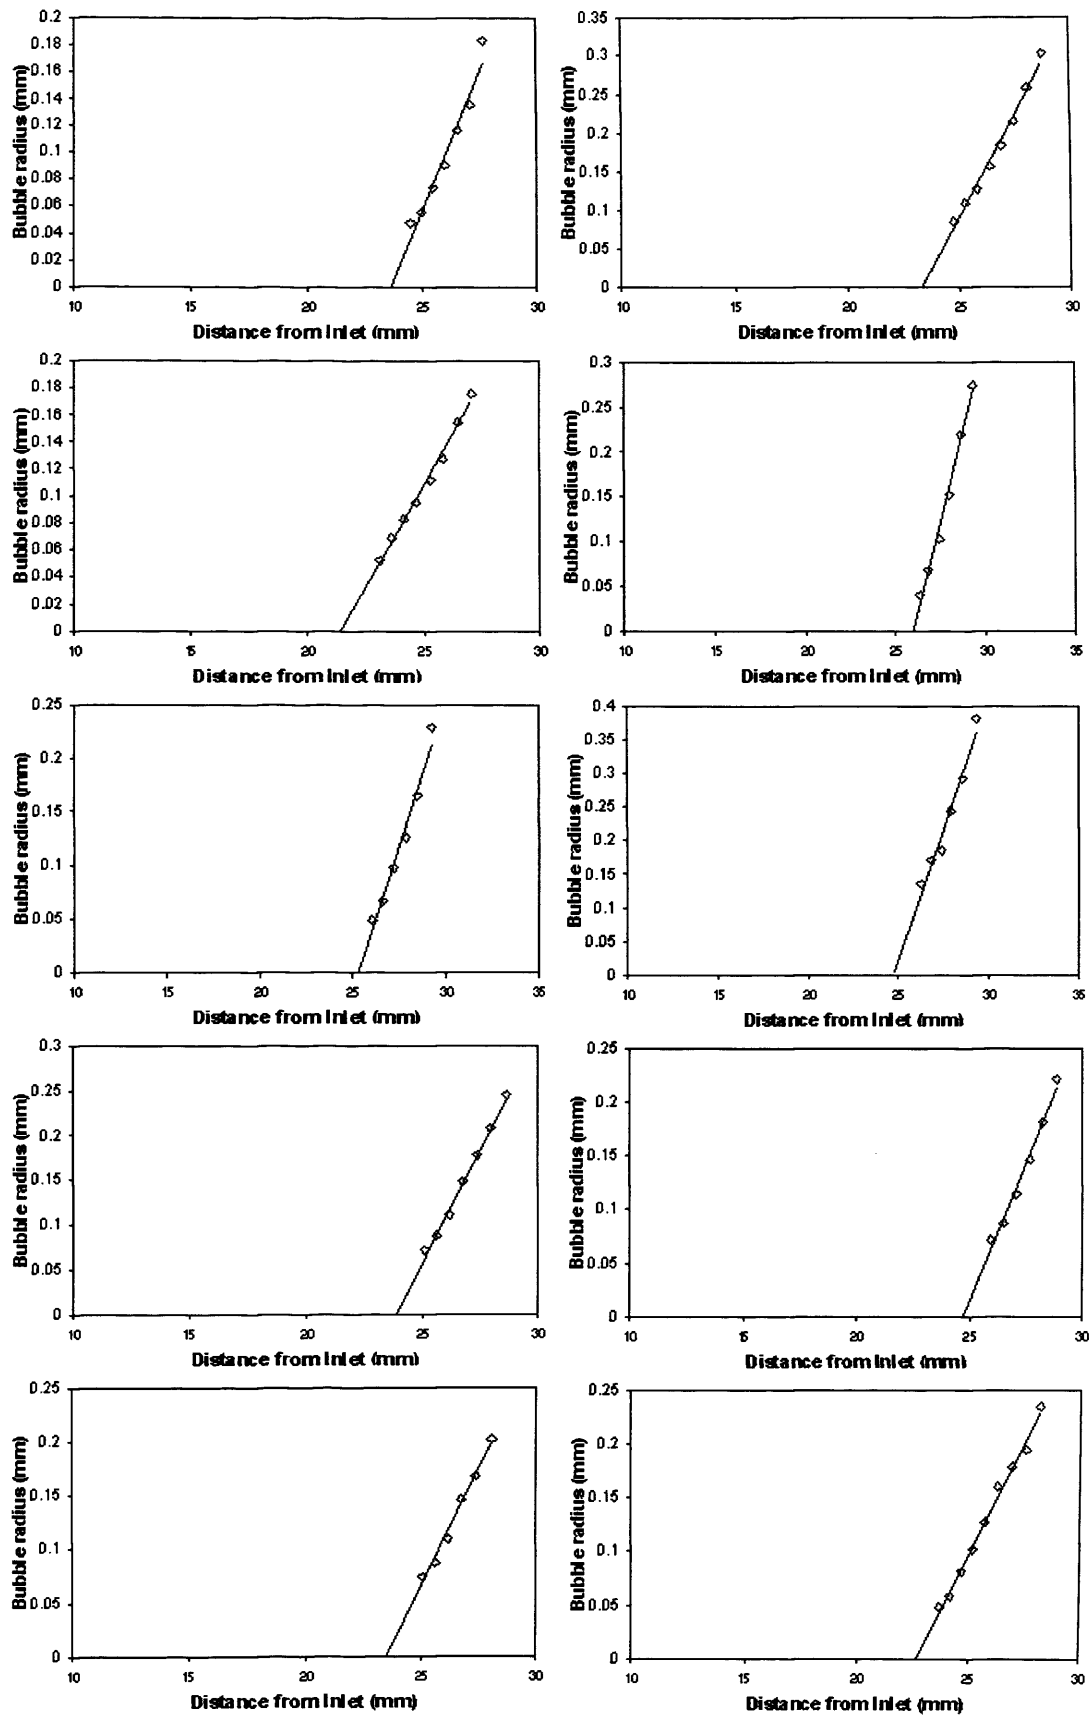 0.2 0.35
0.18 0.3
0.16 0.25
0.14 0.2
0.12 0.15
0.1 0.1
0.08 0.05
0.06 0
0.04
0.02
0
Bubble radius (mm) Bubble radius (mm)
10 15 20 25 30 10 15 20 25 30
Distance from Inlet (mm) Distance from Inlet (mm)
0.2 0.3
0.18 0.25
0.16 0.2
0.14 0.15
0.12 0.1
0.1 0.05
0.08 0
0.06
0.04
0.02
0
Bubble radius (mm) Bubble radius (mm)
10 15 20 25 30 10 15 20 25 30 35
Distance from Inlet (mm) Distance from Inlet (mm)
0.25 0.4
0.2 0.35
0.15 0.3
0.1 0.25
0.05 0.2
0 0.15
0.1
0.05
0
Bubble radius (mm) Bubble radius (mm)
10 15 20 25 30 35 10 15 20 25 30 35
Distance from Inlet (mm) Distance from Inlet (mm)
0.3 0.25
0.25 0.2
0.2 0.15
0.15 0.1
0.1 0.05
0.05 0
0
Bubble radius (mm) Bubble radius (mm)
10 15 20 25 30 10 15 20 25 30
Distance from Inlet (mm) Distance from Inlet (mm)
0.25 0.25
0.2 0.2
0.15 0.15
0.1 0.1
0.05 0.05
0 0
Bubble radius (mm) Bubble radius (mm)
10 15 20 25 30 10 15 20 25 30
Distance from Inlet (mm) Distance from Inlet (mm)